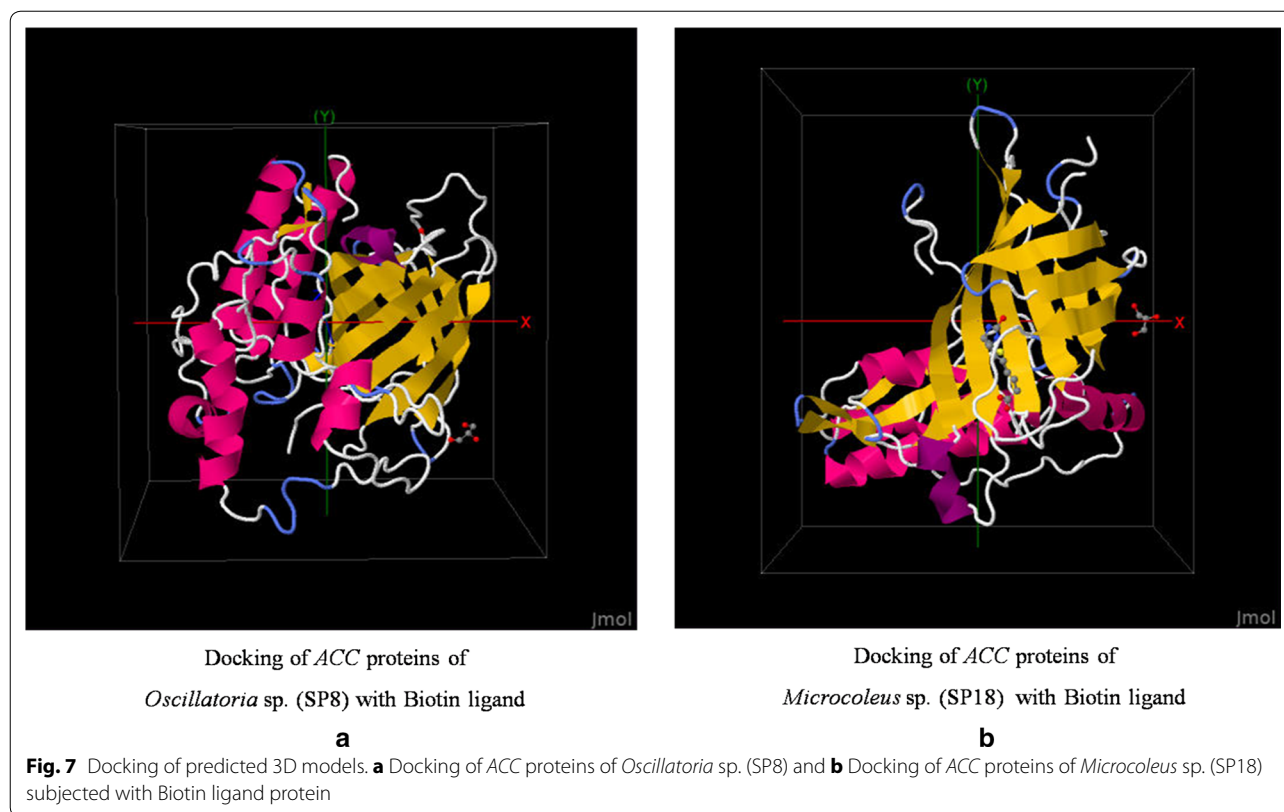 (Y)
X
Jmol
Docking of ACC proteins of
Oscillatoria sp. (SP8) with Biotin ligand
a
(Y)
X
Jmol
Docking of ACC proteins of
Microcoleus sp. (SP18) with Biotin ligand
b
Fig. 7 Docking of predicted 3D models. a Docking of ACC proteins of Oscillatoria sp. (SP8) and b Docking of ACC proteins of Microcoleus sp. (SP18)
subjected with Biotin ligand protein